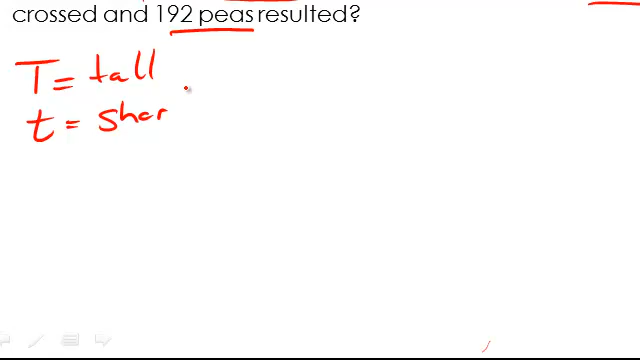 crossed and 192 peas resulted?
T = tall
t = shor